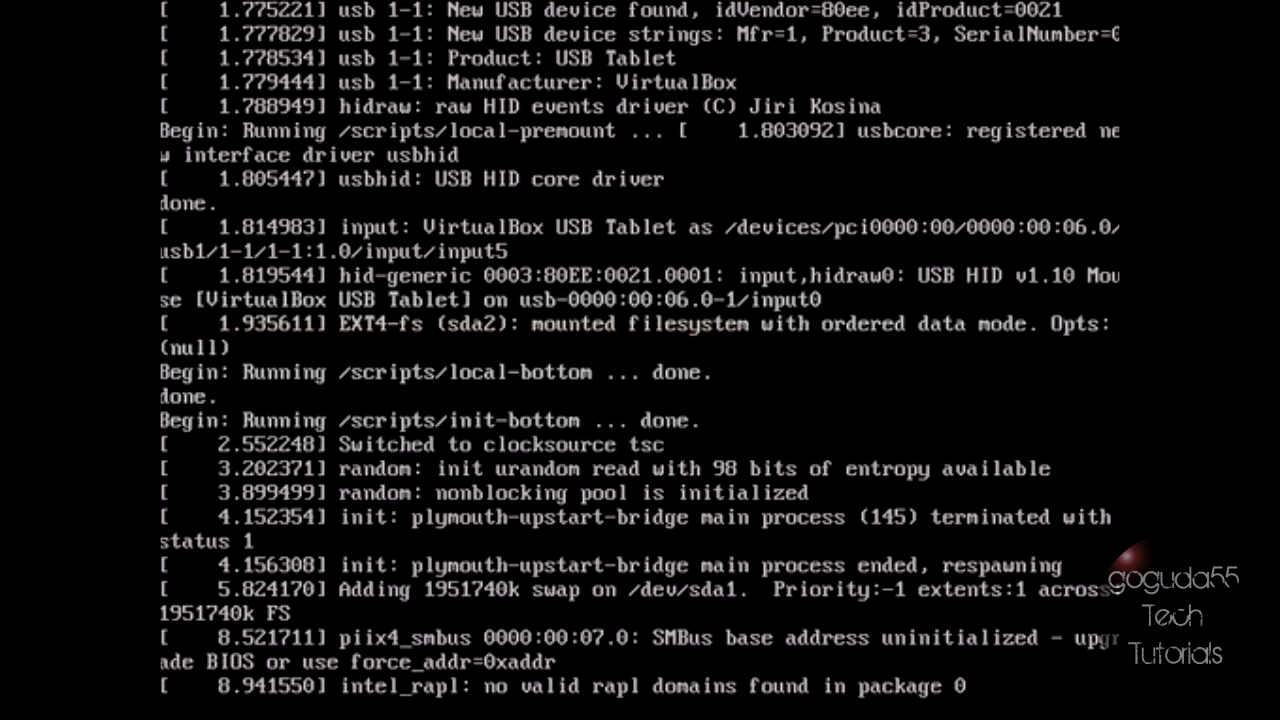 [    1.775221] usb 1-1: New USB device found, idVendor=80ee, idProduct=0021
[    1.777829] usb 1-1: New USB device strings: Mfr=1, Product=3, SerialNumber=0
[    1.778534] usb 1-1: Product: USB Tablet
[    1.779444] usb 1-1: Manufacturer: VirtualBox
[    1.788949] hidraw: raw HID events driver (C) Jiri Kosina
Begin: Running /scripts/local-premount ... [    1.803092] usbcore: registered ne
w interface driver usbhid
[    1.805447] usbhid: USB HID core driver
done.
[    1.814983] input: VirtualBox USB Tablet as /devices/pci0000:00/0000:00:06.0/
usb1/1-1/1-1:1.0/input/input5
[    1.819544] hid-generic 0003:80EE:0021.0001: input,hidraw0: USB HID v1.10 Mou
se [VirtualBox USB Tablet] on usb-0000:00:06.0-1/input0
[    1.935611] EXT4-fs (sda2): mounted filesystem with ordered data mode. Opts:
(null)
Begin: Running /scripts/local-bottom ... done.
done.
Begin: Running /scripts/init-bottom ... done.
[    2.552248] Switched to clocksource tsc
[    3.202371] random: init urandom read with 98 bits of entropy available
[    3.899499] random: nonblocking pool is initialized
[    4.152354] init: plymouth-upstart-bridge main process (145) terminated with
status 1
[    4.156308] init: plymouth-upstart-bridge main process ended, respawning
[    5.824170] Adding 1951740k swap on /dev/sda1.  Priority:-1 extents:1 across:
1951740k FS
[    8.521711] piix4_smbus 0000:00:07.0: SMBus base address uninitialized - upgr
ade BIOS or use force_addr=0xaddr
[    8.941550] intel_rapl: no valid rapl domains found in package 0
goguda55
Tech
Tutorials